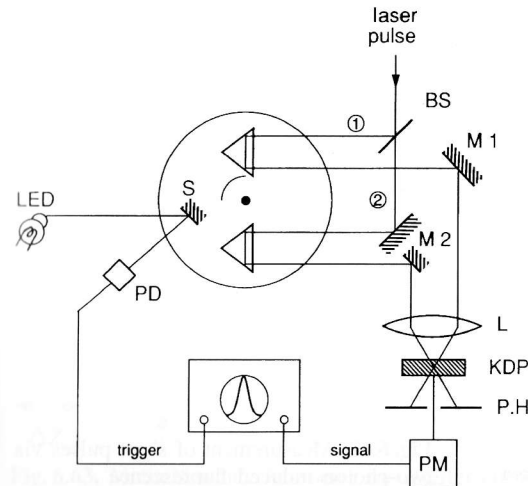 laser
pulse
BS
①
M 1
S
②
LED
M 2
PD
L
KDP
P.H
trigger
signal
PM